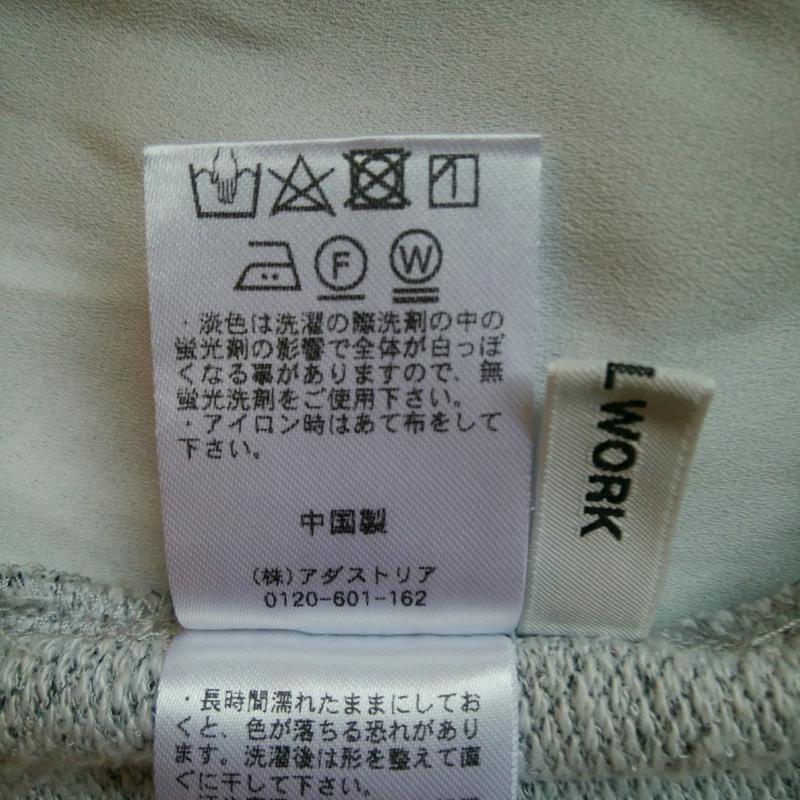 F W
・淡色は洗濯の際洗剤の中の
蛍光剤の影響で全体が白っぽ
くなる事がありますので、無
蛍光洗剤をご使用下さい。
・アイロン時はあて布をして
下さい。
中国製
(株)アダストリア
0120-601-162
L WORK
・長時間濡れたままにしてお
くと、色が落ちる恐れがあり
ます。洗濯後は形を整えて直
ぐに干して下さい。